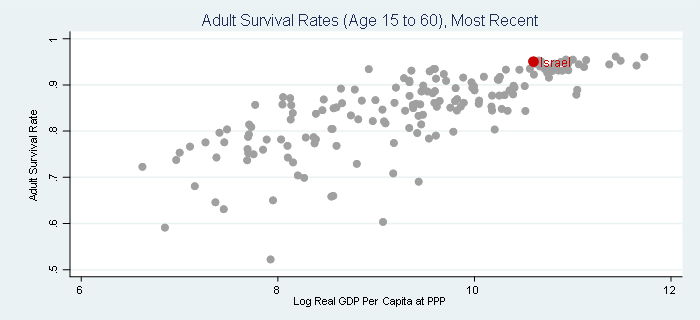 Adult Survival Rates (Age 15 to 60), Most Recent
Adult Survival Rate
1
.9
.8
.7
.6
.5
Israel
6
8
10
12
Log Real GDP Per Capita at PPP